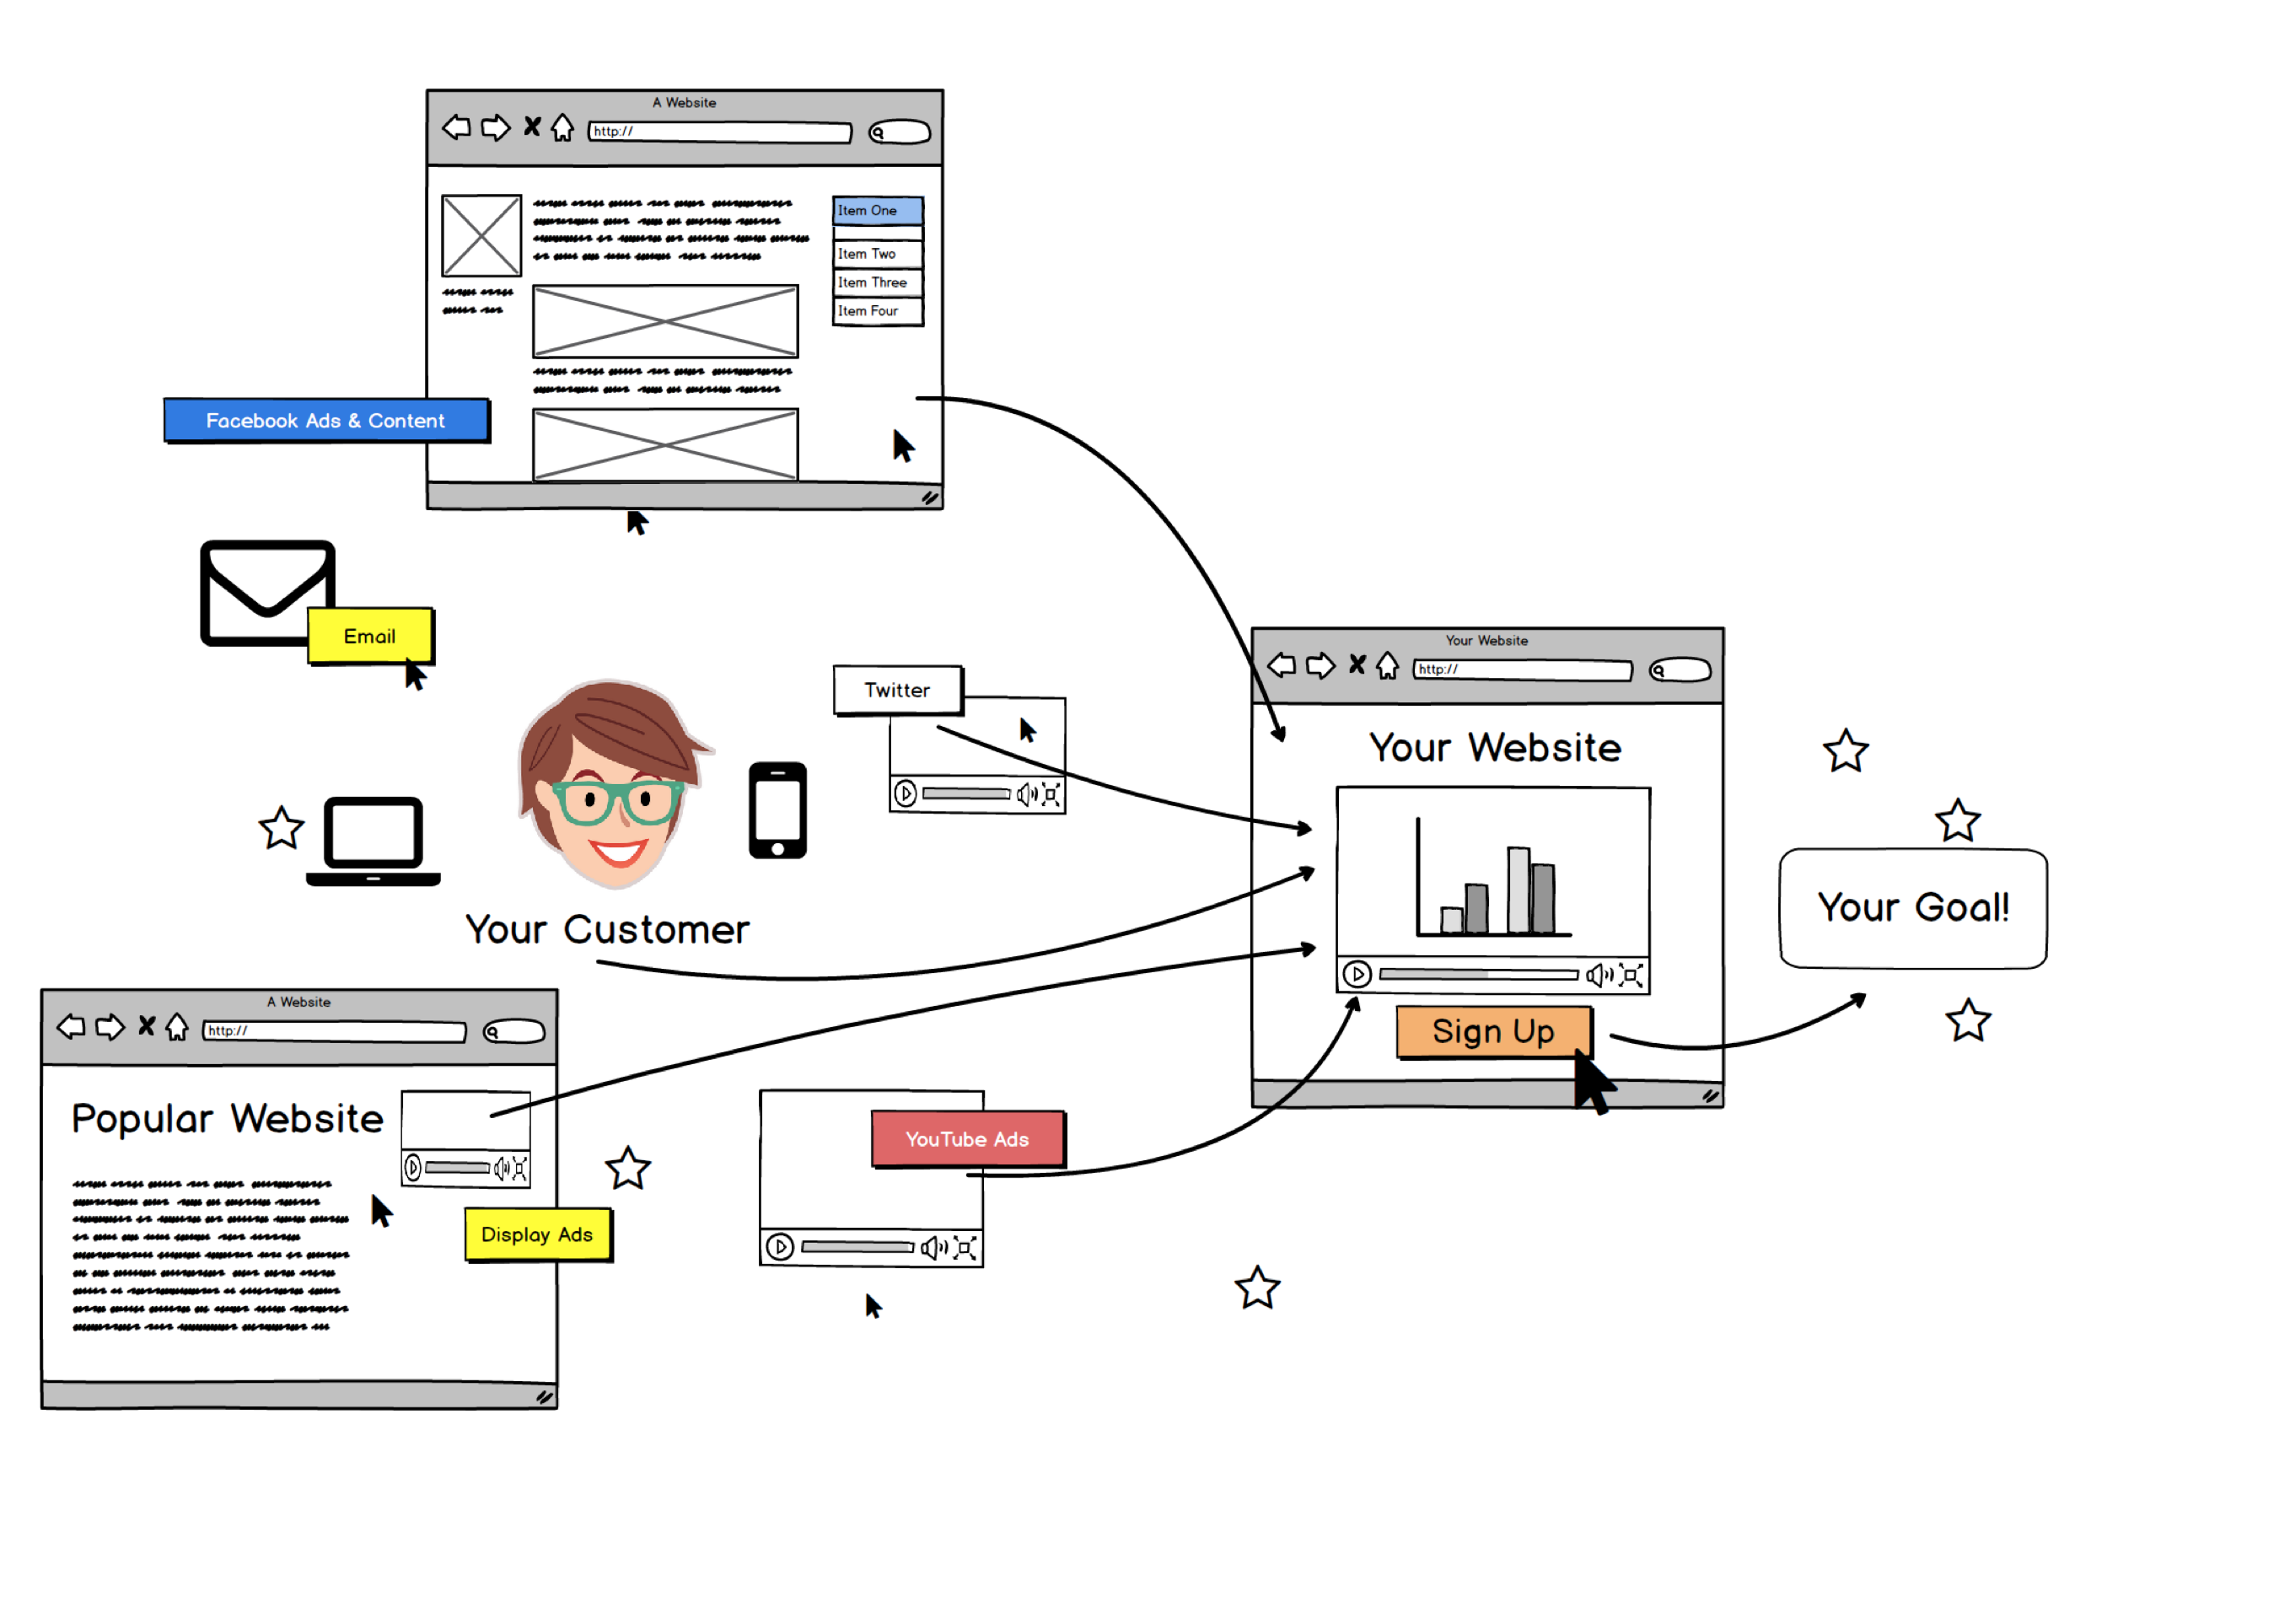 A Website
http://
Item One
Item Two
Item Three
Item Four
Facebook Ads & Content
Email
Twitter
Your Customer
Your Website
http://
Your Website
Sign Up
Your Goal!
A Website
http://
Popular Website
Display Ads
YouTube Ads